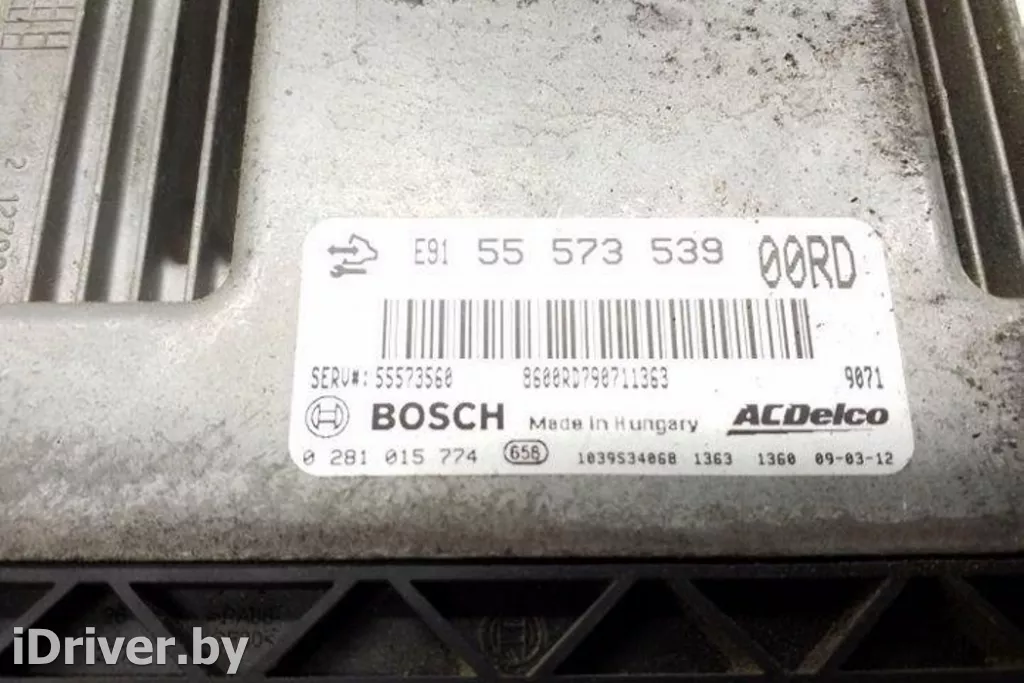 E91 55 573 539 00RD
SERV#: 55573560 8600RD790711363 9071
BOSCH Made in Hungary ACDelco
0 281 015 774 658 1039S34068 1363 1360 09-03-12
iDriver.by